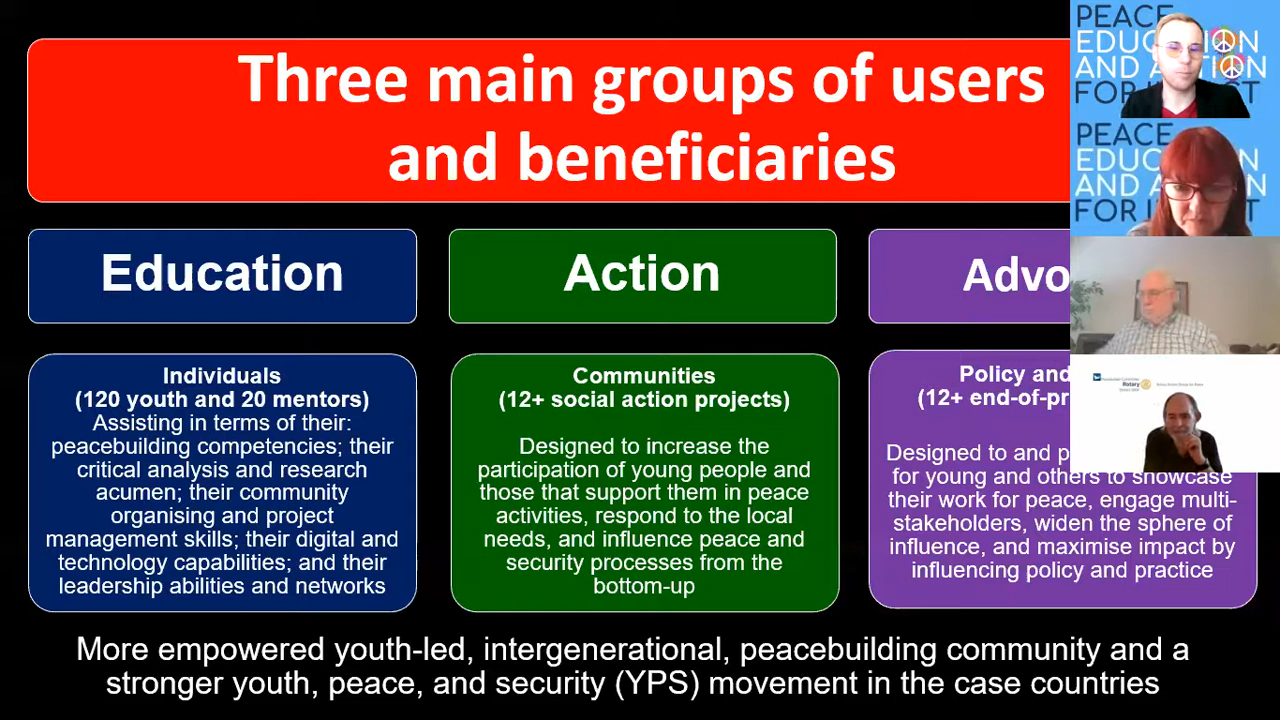 Three main groups of users
and beneficiaries
Education
Individuals
(120 youth and 20 mentors)
Assisting in terms of their:
peacebuilding competencies; their
critical analysis and research
acumen; their community
organising and project
management skills; their digital and
technology capabilities; and their
leadership abilities and networks
Action
Communities
(12+ social action projects)
Designed to increase the
participation of young people and
those that support them in peace
activities, respond to the local
needs, and influence peace and
security processes from the
bottom-up
Advo
Policy and
(12+ end-of-pr
Designed to and p
for young and others to showcase
their work for peace, engage multi-
stakeholders, widen the sphere of
influence, and maximise impact by
influencing policy and practice
More empowered youth-led, intergenerational, peacebuilding community and a
stronger youth, peace, and security (YPS) movement in the case countries
PEACE
EDUCATION
AND ACTION
FOR I CT
PEACE
EDUCATION
AND ACTION
FOR I CT
Rotary